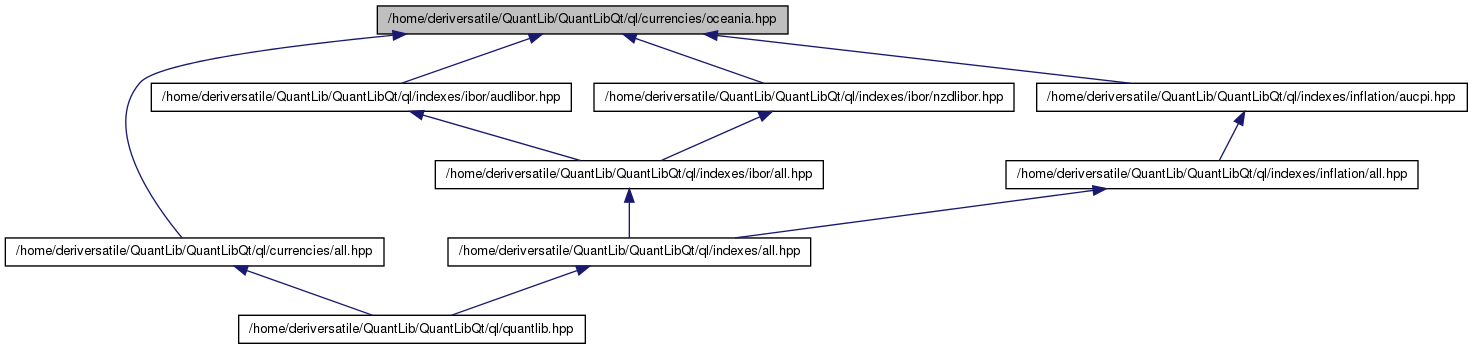 /home/deriversatile/QuantLib/QuantLibQt/ql/currencies/oceania.hpp
/home/deriversatile/QuantLib/QuantLibQt/ql/indexes/ibor/audlibor.hpp
/home/deriversatile/QuantLib/QuantLibQt/ql/indexes/ibor/nzdlibor.hpp
/home/deriversatile/QuantLib/QuantLibQt/ql/indexes/inflation/aucpi.hpp
/home/deriversatile/QuantLib/QuantLibQt/ql/indexes/ibor/all.hpp
/home/deriversatile/QuantLib/QuantLibQt/ql/indexes/inflation/all.hpp
/home/deriversatile/QuantLib/QuantLibQt/ql/currencies/all.hpp
/home/deriversatile/QuantLib/QuantLibQt/ql/indexes/all.hpp
/home/deriversatile/QuantLib/QuantLibQt/ql/quantlib.hpp